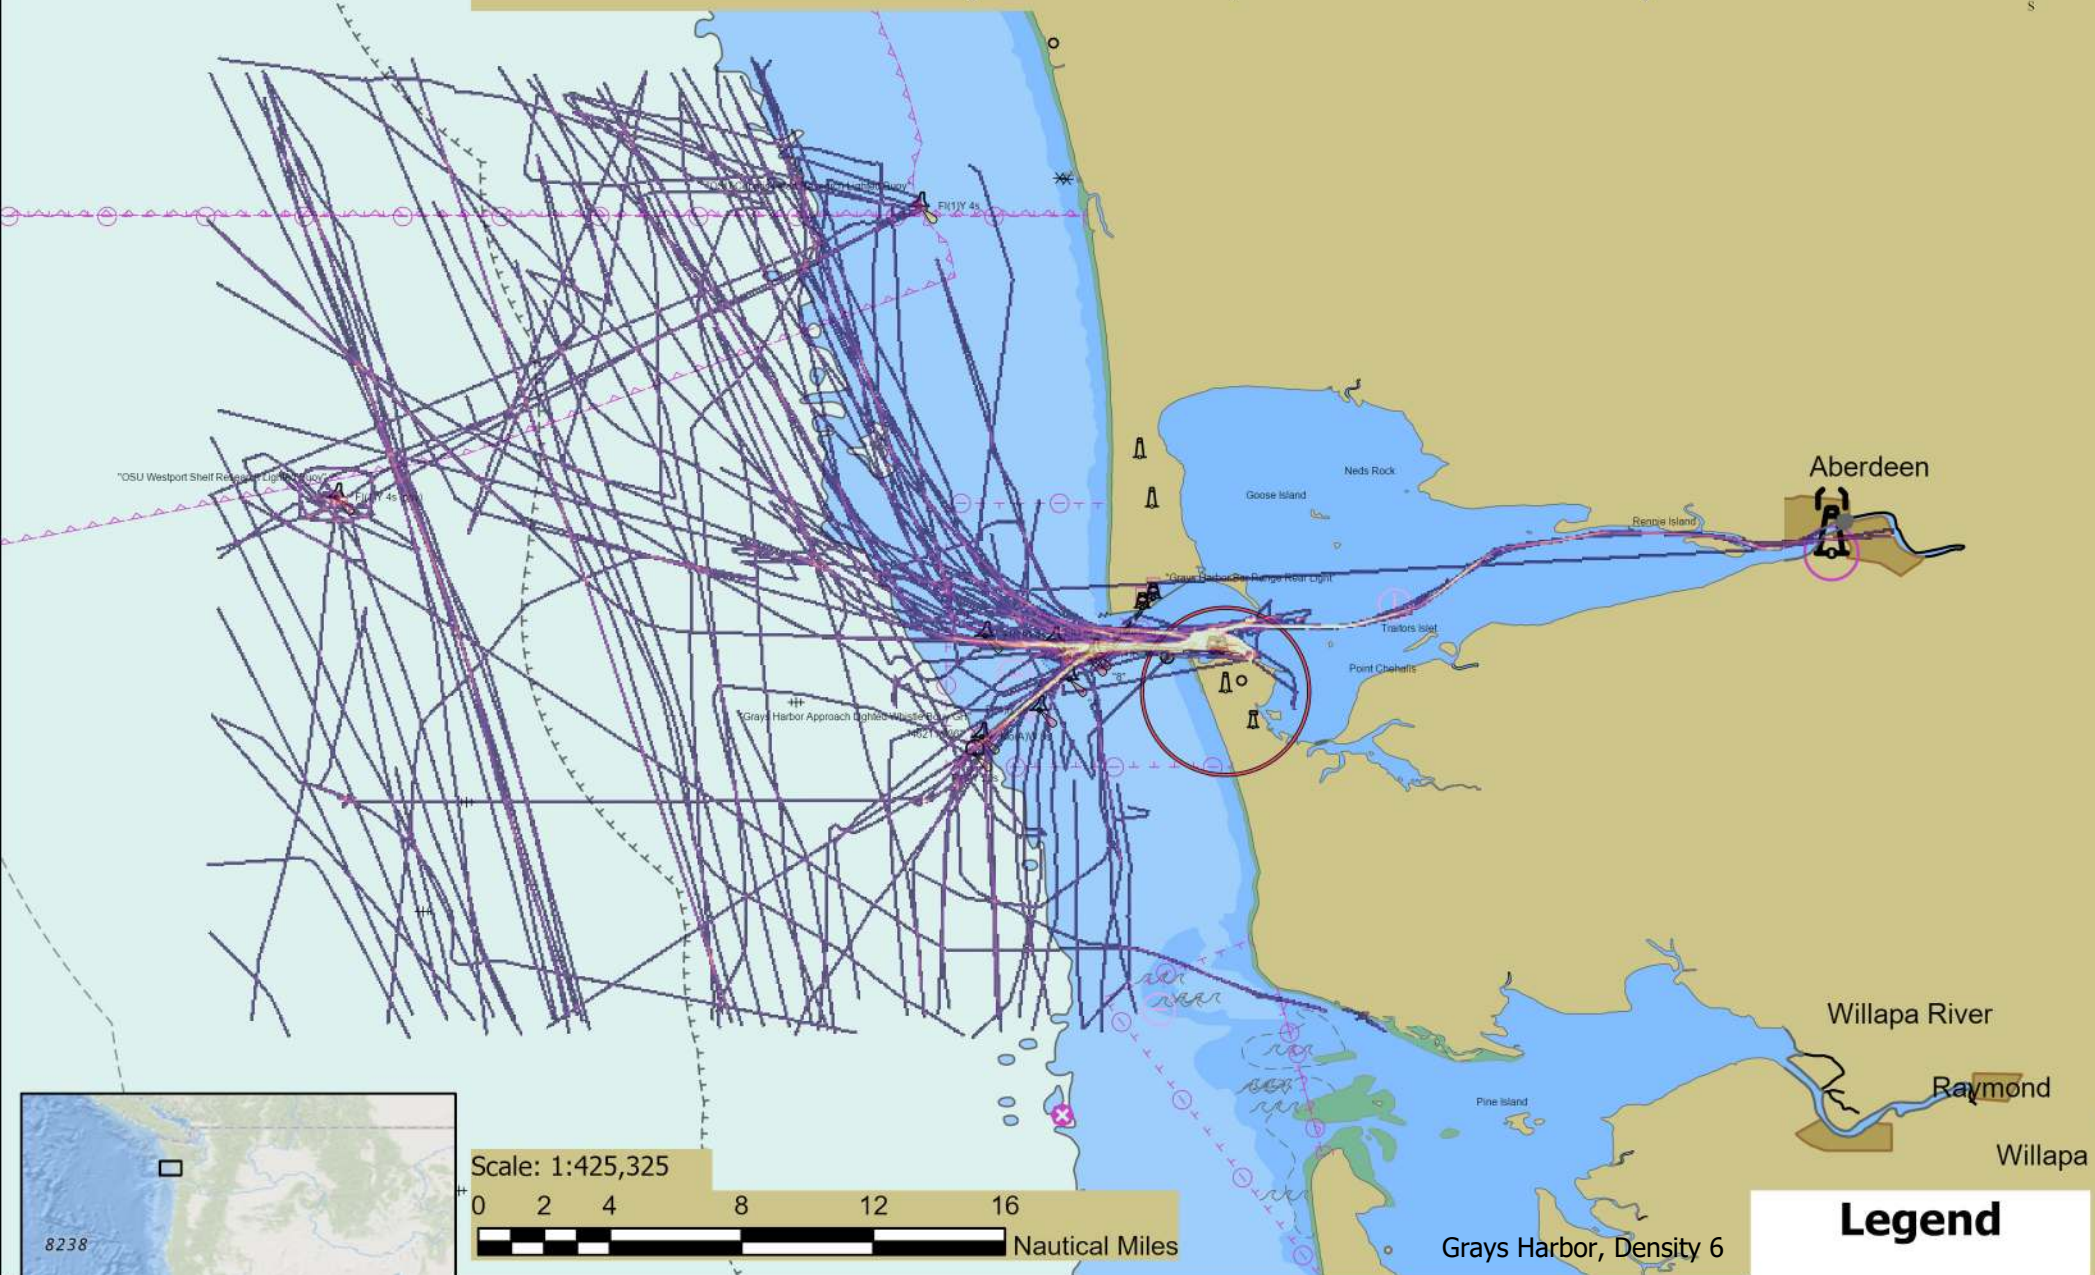 S
Fl(1)Y 4s
Aberdeen
Neds Rock
"OSU Westport Shelf Research Lighted Buoy"
Goose Island
Rennie Island
"Grays Harbor Bar Range Rear Light
Traitors Islet
Point Chehalis
"8"
"Grays Harbor Approach Lighted Whistle Bouy GH
Willapa River
Raymond
Pine Island
Willapa
Scale: 1:425,325
0 2 4 8 12 16
Nautical Miles
8238
Grays Harbor, Density 6
Legend